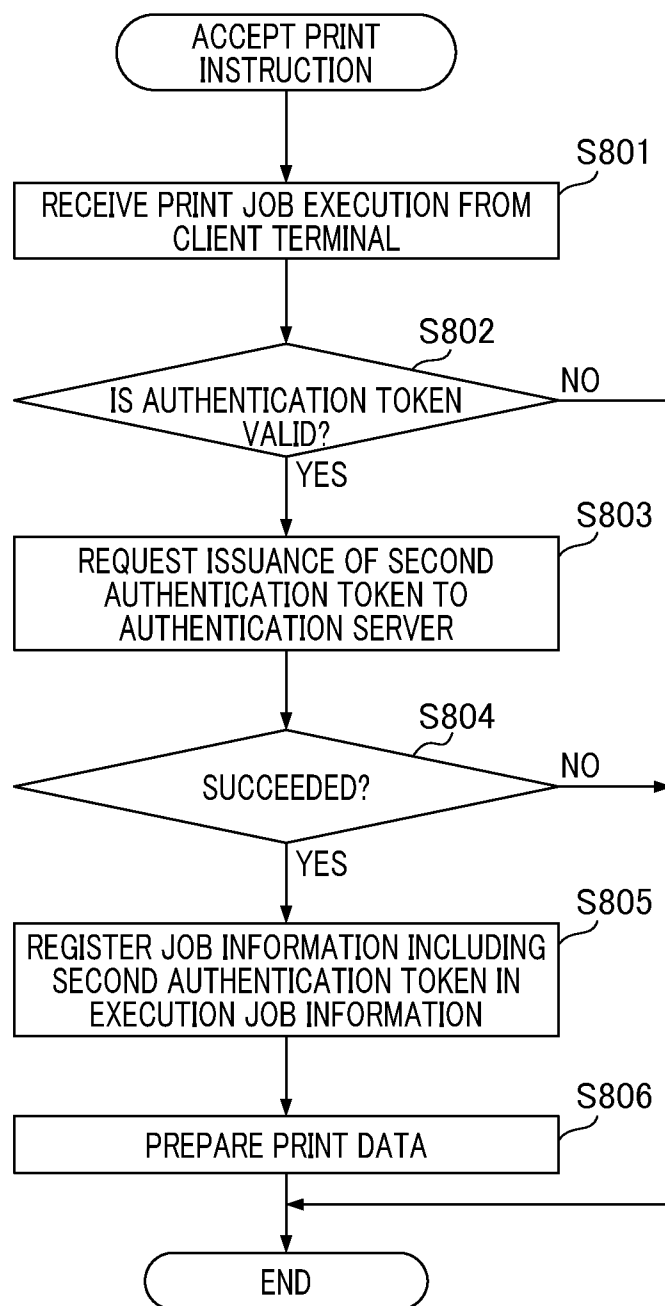 ACCEPT PRINT
INSTRUCTION
S801
RECEIVE PRINT JOB EXECUTION FROM
CLIENT TERMINAL
S802
IS AUTHENTICATION TOKEN
VALID?
NO
YES
S803
REQUEST ISSUANCE OF SECOND
AUTHENTICATION TOKEN TO
AUTHENTICATION SERVER
S804
SUCCEEDED?
NO
YES
S805
REGISTER JOB INFORMATION INCLUDING
SECOND AUTHENTICATION TOKEN IN
EXECUTION JOB INFORMATION
S806
PREPARE PRINT DATA
END